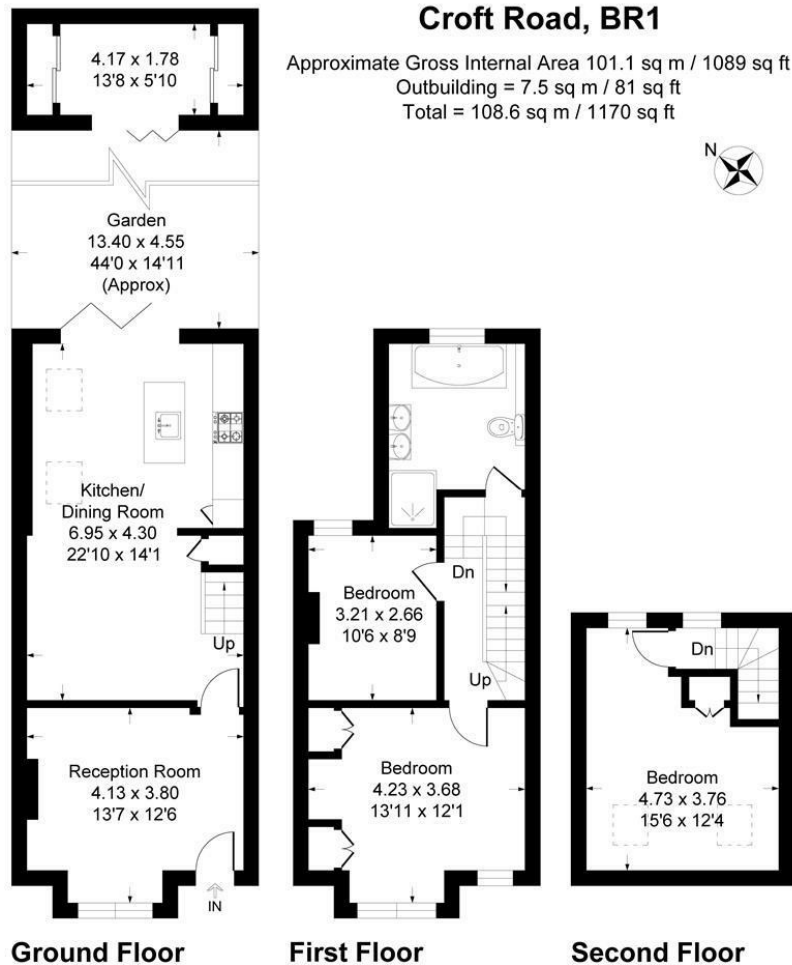 Croft Road, BR1
Approximate Gross Internal Area 101.1 sq m / 1089 sq ft
Outbuilding = 7.5 sq m / 81 sq ft
Total = 108.6 sq m / 1170 sq ft
N
4.17 x 1.78
13'8 x 5'10
Garden
13.40 x 4.55
44'0 x 14'11
(Approx)
Kitchen/
Dining Room
6.95 x 4.30
22'10 x 14'1
Up
Reception Room
4.13 x 3.80
13'7 x 12'6
IN
Ground Floor
Dn
Bedroom
3.21 x 2.66
10'6 x 8'9
Up
Bedroom
4.23 x 3.68
13'11 x 12'1
First Floor
Dn
Bedroom
4.73 x 3.76
15'6 x 12'4
Second Floor